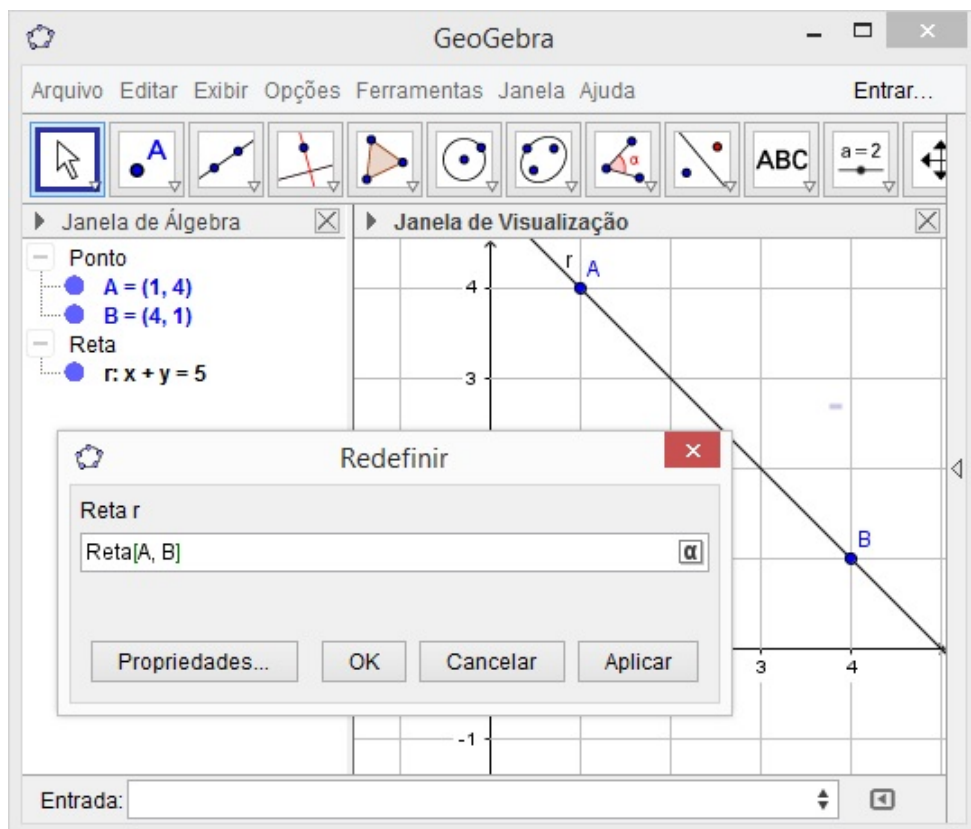 GeoGebra
Arquivo Editar Exibir Opções Ferramentas Janela Ajuda Entrar...
A ABC a=2
α
Janela de Álgebra
Janela de Visualização
Ponto
A = (1, 4)
B = (4, 1)
Reta
r: x + y = 5
r A
4
3
B
3 4
-1
Redefinir
Reta r
Reta[A, B] α
Propriedades... OK Cancelar Aplicar
Entrada: